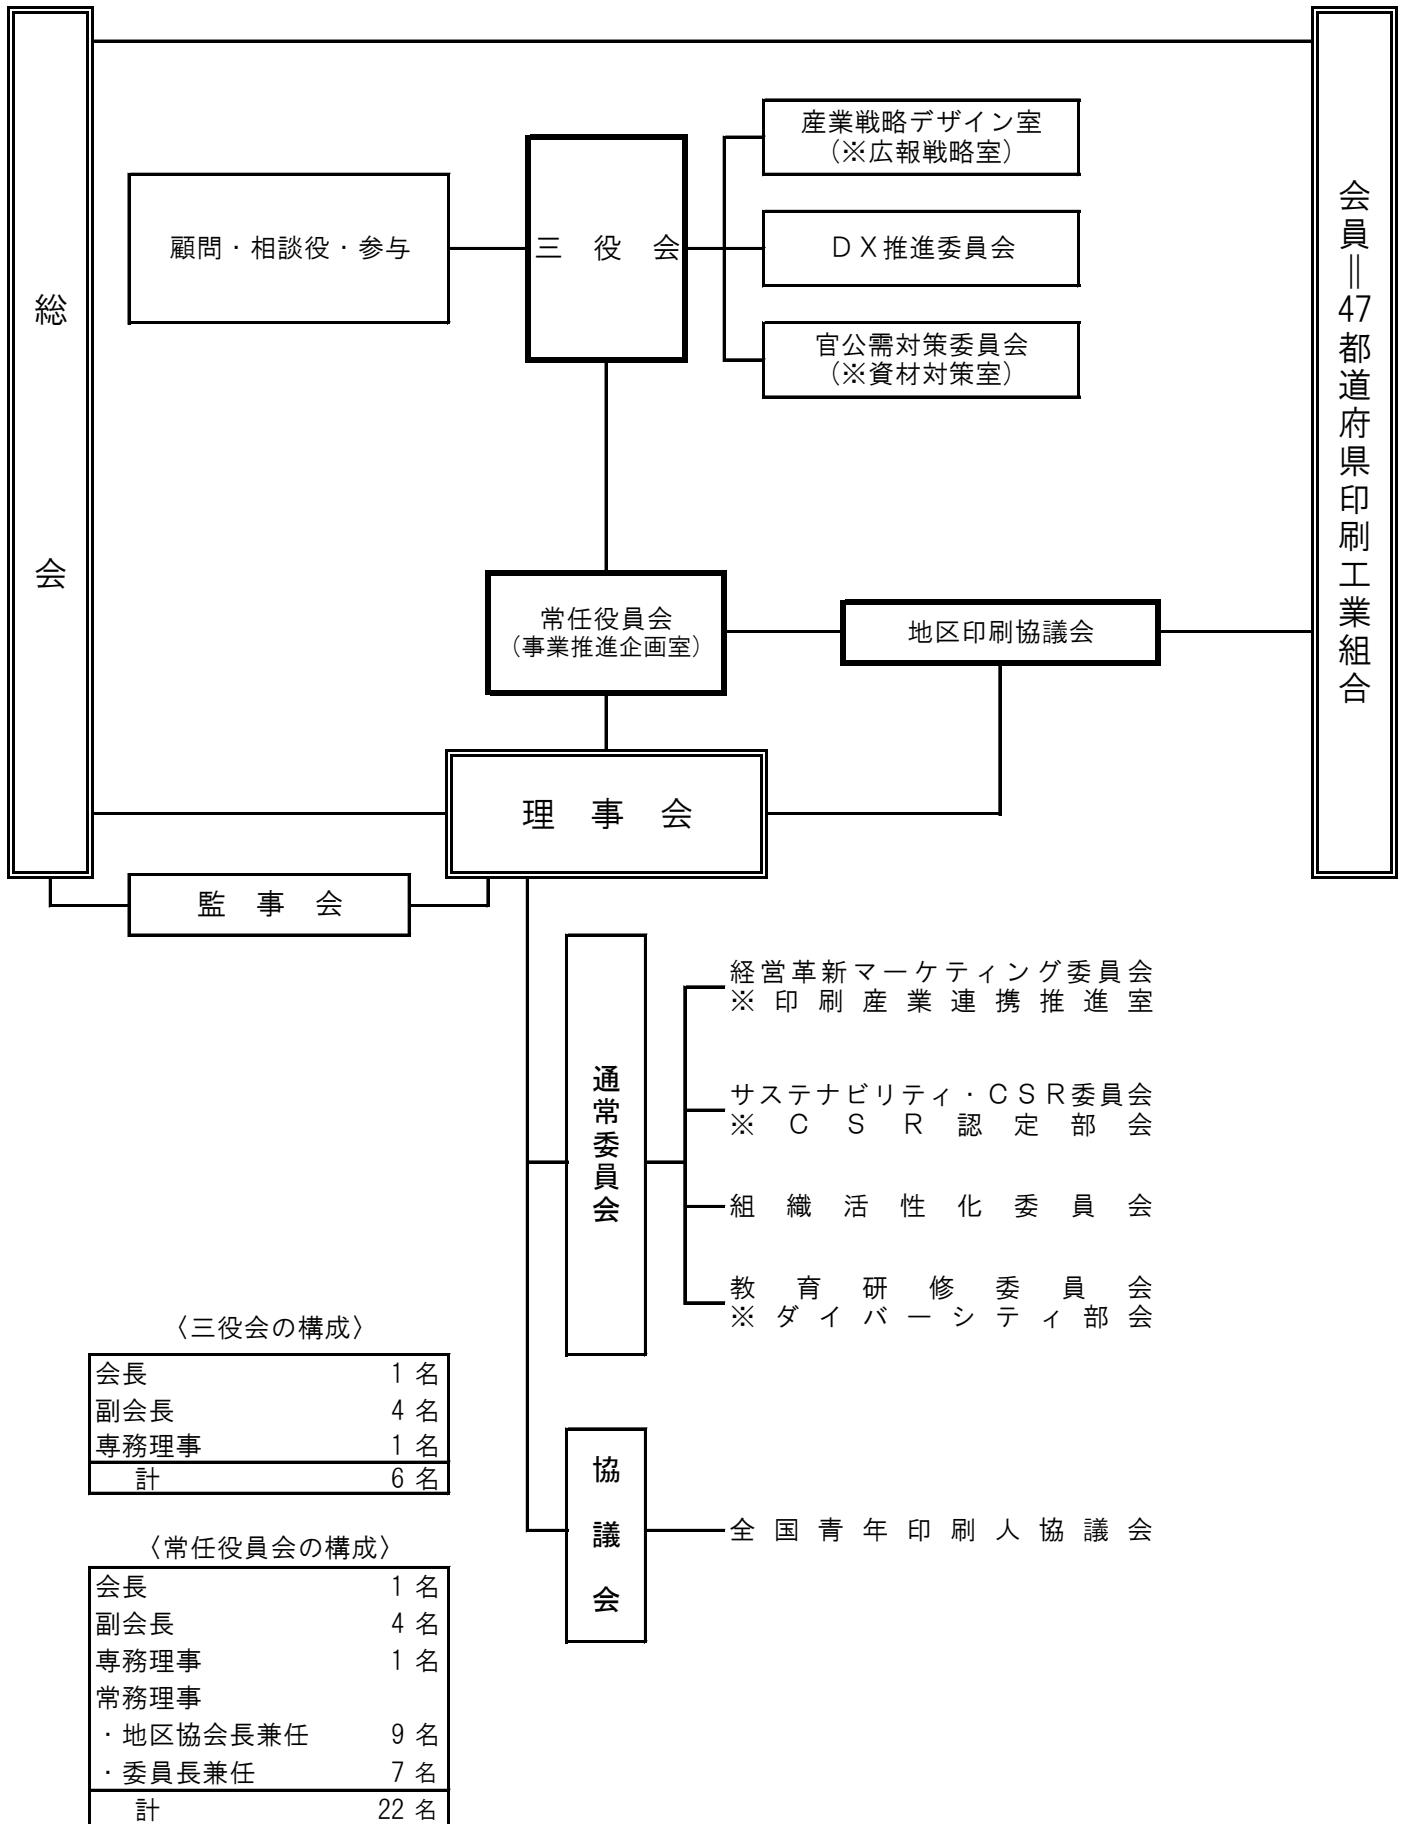 総会
会員＝47都道府県印刷工業組合
産業戦略デザイン室
（※広報戦略室）
顧問・相談役・参与
三役会
ＤＸ推進委員会
官公需対策委員会
（※資材対策室）
常任役員会
（事業推進企画室）
地区印刷協議会
理事会
監事会
通常委員会
経営革新マーケティング委員会
※印刷産業連携推進室
サステナビリティ・ＣＳＲ委員会
※ＣＳＲ認定部会
組織活性化委員会
教育研修委員会
※ダイバーシティ部会
協議会
全国青年印刷人協議会
〈三役会の構成〉
会長 1 名
副会長 4 名
専務理事 1 名
計 6 名
〈常任役員会の構成〉
会長 1 名
副会長 4 名
専務理事 1 名
常務理事
・地区協会長兼任 9 名
・委員長兼任 7 名
計 22 名